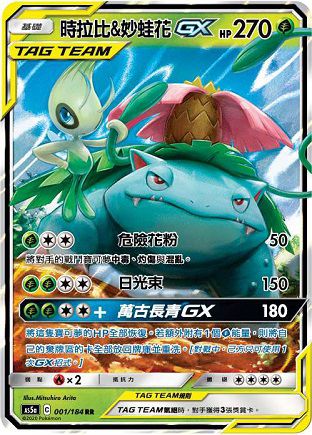 基礎 時拉比&妙蛙花GX HP 270
TAG TEAM
危險花粉 50
將對手的戰鬥寶可夢中毒、灼傷與混亂。
日光束 150
+ 萬古長青GX 180
將這隻寶可夢的HP全部恢復。若額外附有1個能量,則將自
己的棄牌區的卡全部放回牌庫並重洗。[對戰中,己方只可使用1
次GX招式。]
弱點 ×2 抵抗力 撤退
Illus.Mitsuhiro Arita
AS5a C 001/184 RR
©2020 Pokémon
TAG TEAM規則
TAG TEAM氣絕時,對手獲得3張獎賞卡。